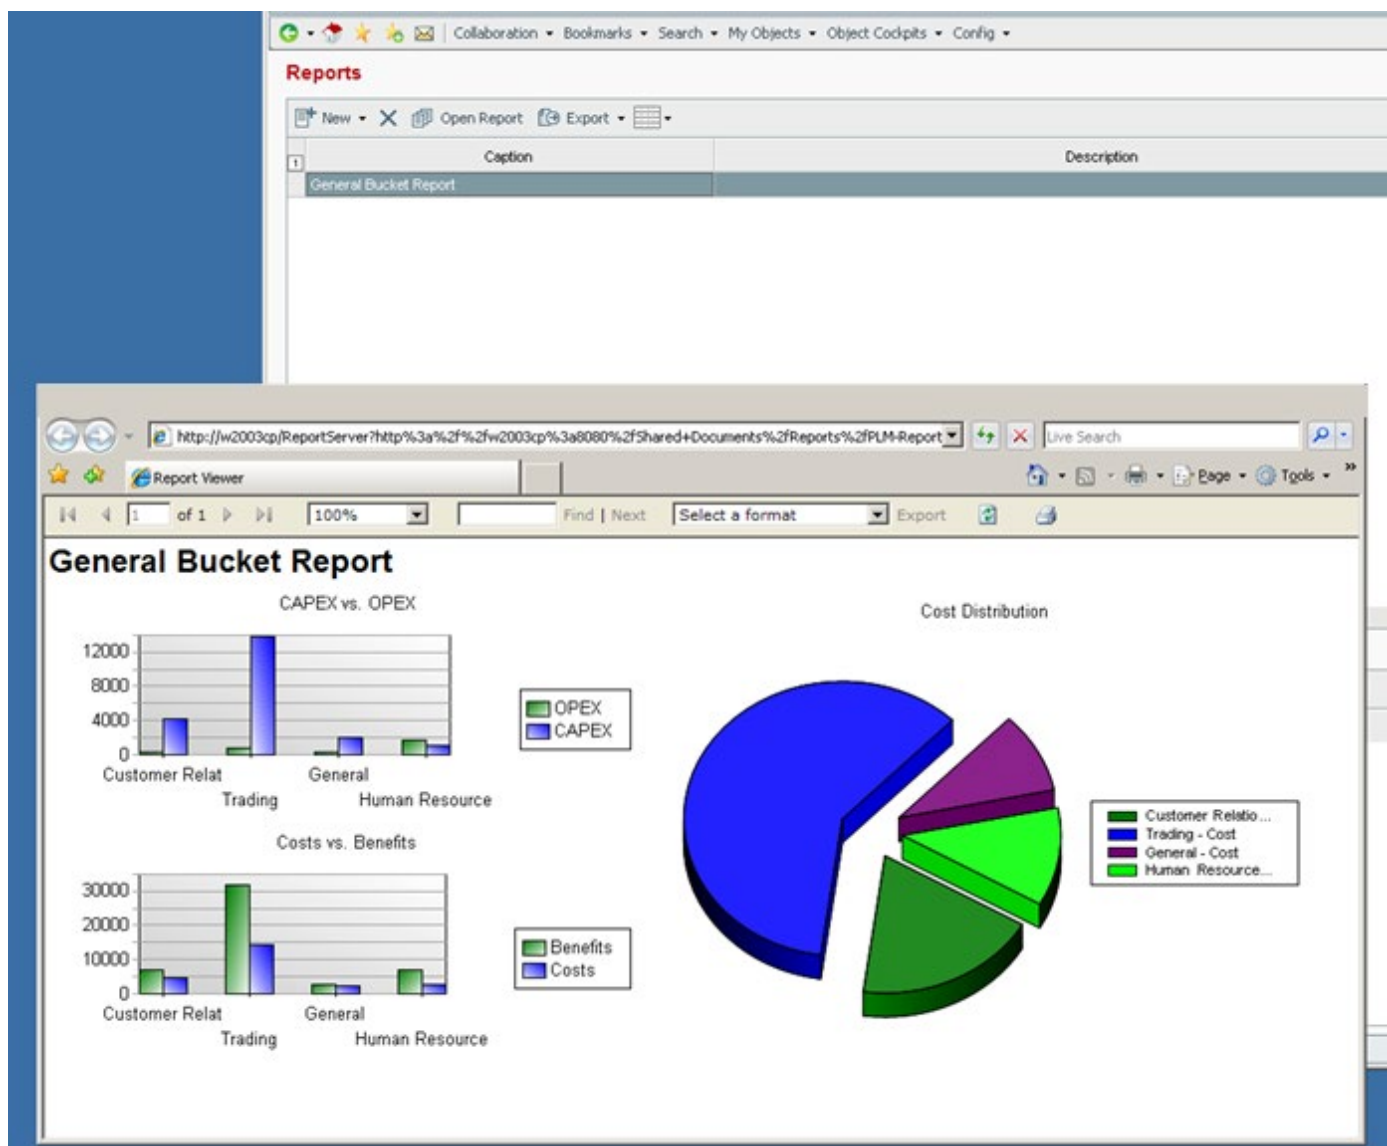 Collaboration Bookmarks Search My Objects Object Cockpits Config
Reports
New Open Report Export
1 Caption Description
General Bucket Report
http://w2003cp/ReportServer?http%3a%2f%2fw2003cp%3a8080%2fShared+Documents%2fReports%2fPLM-Report Live Search
Report Viewer Page Tools »
1 of 1 100% Find | Next Select a format Export
General Bucket Report
CAPEX vs. OPEX
12000
8000
4000
0
Customer Relat General
Trading Human Resource
OPEX
CAPEX
Costs vs. Benefits
30000
20000
10000
0
Customer Relat General
Trading Human Resource
Benefits
Costs
Cost Distribution
Customer Relatio...
Trading - Cost
General - Cost
Human Resource...